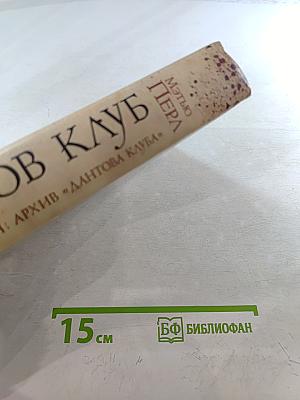 МЭТЬЮ
ПЕРЛ
ОВ КЛУБ
И: АРХИВ «ДАНТОВА КЛУБА»
15 см
БФ БИБЛИОФАН